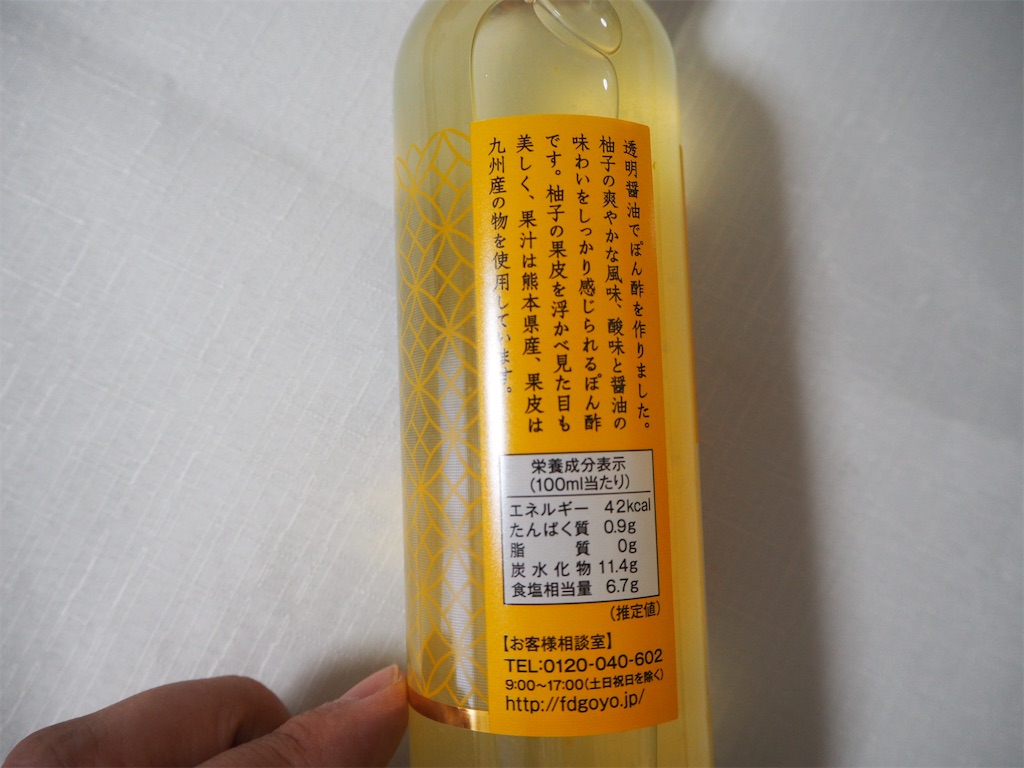 透明醤油でぽん酢を作りました。
柚子の爽やかな風味、酸味と醤油の
味わいをしっかり感じられるぽん酢
です。柚子の果皮を浮かべ見た目も
美しく、果汁は熊本県産、果皮は
九州産の物を使用しています。
栄養成分表示
(100ml当たり)
エネルギー 42kcal
たんぱく質 0.9g
脂質 0g
炭水化物 11.4g
食塩相当量 6.7g
(推定値)
【お客様相談室】
TEL:0120-040-602
9:00〜17:00(土日祝日を除く)
http://fdgoyo.jp/